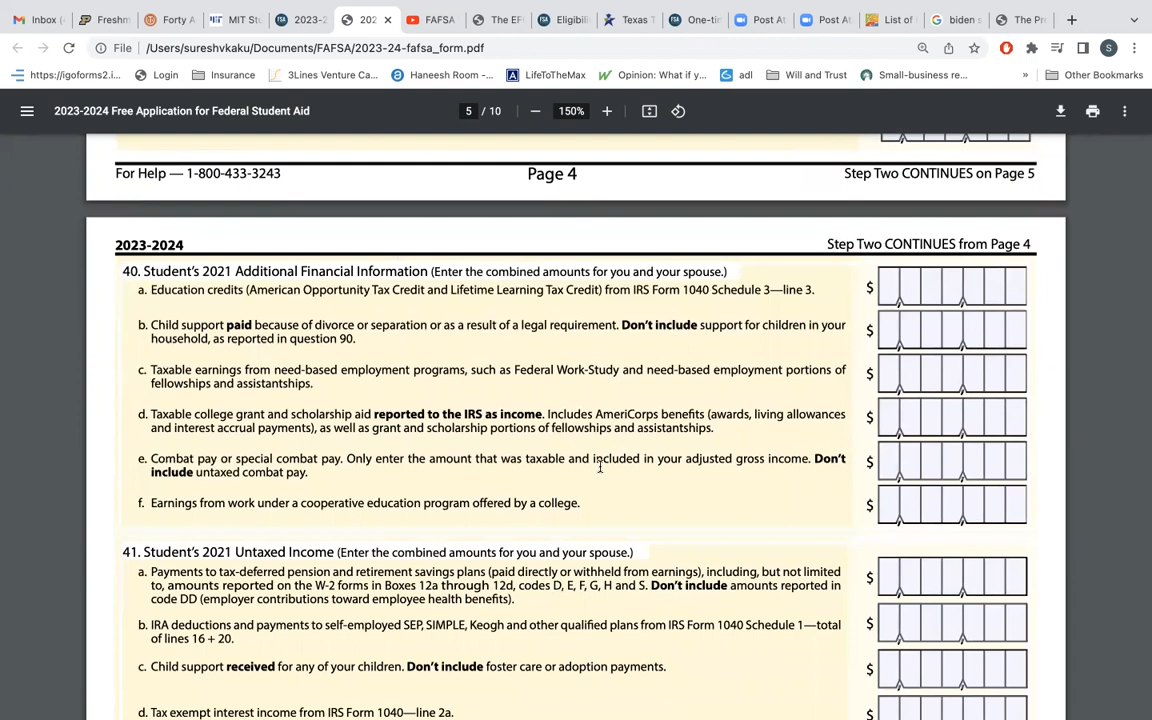 Inbox (
Freshm
Forty A
MIT Stu
2023-2
202
FAFSA
The EF
Eligibili
Texas T
One-tim
Post At
Post At
List of
biden s
The Pr
File
/Users/sureshvkaku/Documents/FAFSA/2023-24-fafsa_form.pdf
S
https://igoforms2.i...
Login
Insurance
3Lines Venture Ca...
Haneesh Room -...
LifeToTheMax
Opinion: What if y...
adl
Will and Trust
Small-business re...
»
Other Bookmarks
2023-2024 Free Application for Federal Student Aid
5 / 10
150%
For Help — 1-800-433-3243
Page 4
Step Two CONTINUES on Page 5
2023-2024
Step Two CONTINUES from Page 4
40. Student's 2021 Additional Financial Information (Enter the combined amounts for you and your spouse.)
a. Education credits (American Opportunity Tax Credit and Lifetime Learning Tax Credit) from IRS Form 1040 Schedule 3—line 3.
$
b. Child support paid because of divorce or separation or as a result of a legal requirement. Don't include support for children in your
household, as reported in question 90.
$
c. Taxable earnings from need-based employment programs, such as Federal Work-Study and need-based employment portions of
fellowships and assistantships.
$
d. Taxable college grant and scholarship aid reported to the IRS as income. Includes AmeriCorps benefits (awards, living allowances
and interest accrual payments), as well as grant and scholarship portions of fellowships and assistantships.
$
e. Combat pay or special combat pay. Only enter the amount that was taxable and included in your adjusted gross income. Don't
include untaxed combat pay.
$
f. Earnings from work under a cooperative education program offered by a college.
$
41. Student's 2021 Untaxed Income (Enter the combined amounts for you and your spouse.)
a. Payments to tax-deferred pension and retirement savings plans (paid directly or withheld from earnings), including, but not limited
to, amounts reported on the W-2 forms in Boxes 12a through 12d, codes D, E, F, G, H and S. Don't include amounts reported in
code DD (employer contributions toward employee health benefits).
$
b. IRA deductions and payments to self-employed SEP, SIMPLE, Keogh and other qualified plans from IRS Form 1040 Schedule 1—total
of lines 16 + 20.
$
c. Child support received for any of your children. Don't include foster care or adoption payments.
$
d. Tax exempt interest income from IRS Form 1040—line 2a.
$